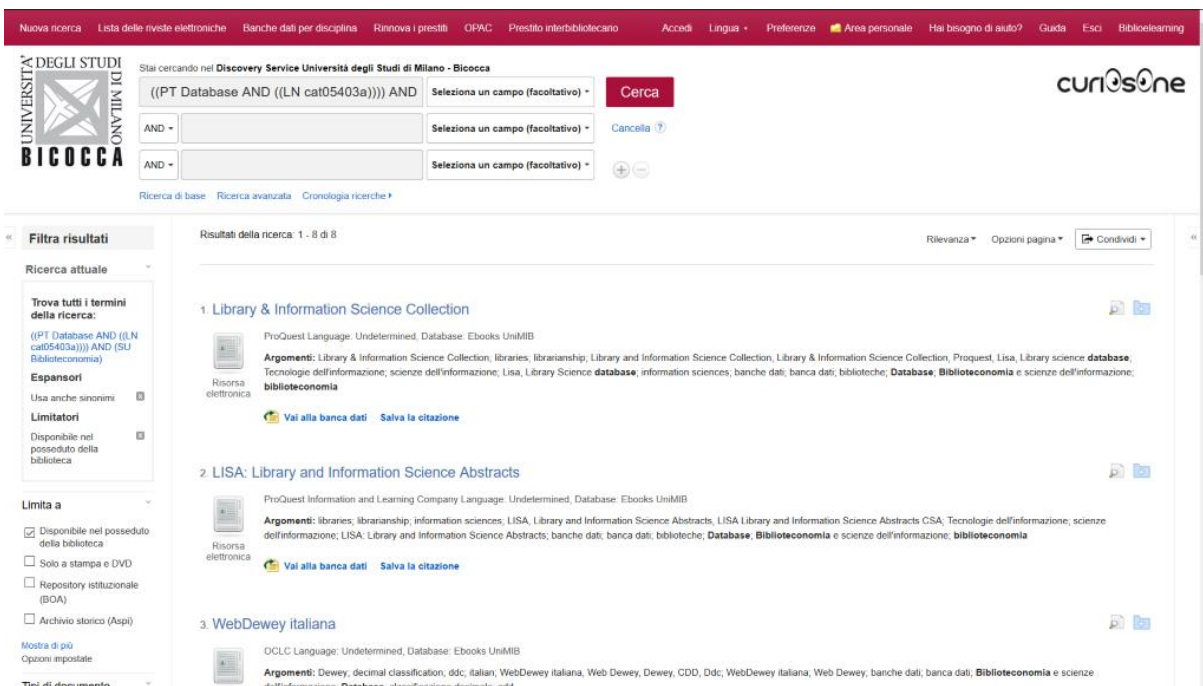 Nuova ricerca Lista delle riviste elettroniche Banche dati per disciplina Rinnova i prestiti OPAC Prestito interbibliotecario Accedi Lingua Preferenze Area personale Hai bisogno di aiuto? Guida Esci Biblioelearning
UNIVERSITA' DEGLI STUDI DI MILANO
BICOCCA
Stai cercando nel Discovery Service Università degli Studi di Milano - Bicocca
((PT Database AND ((LN cat05403a)))) AND Seleziona un campo (facoltativo) Cerca
AND Seleziona un campo (facoltativo) Cancella ?
AND Seleziona un campo (facoltativo)
Ricerca di base Ricerca avanzata Cronologia ricerche
curiosone
Filtra risultati
Ricerca attuale
Trova tutti i termini
della ricerca:
((PT Database AND ((LN
cat05403a)))) AND (SU
Biblioteconomia)
Espansori
Usa anche sinonimi
Limitatori
Disponibile nel
posseduto della
biblioteca
Limita a
Disponibile nel posseduto
della biblioteca
Solo a stampa e DVD
Repository istituzionale
(BOA)
Archivio storico (Aspi)
Mostra di più
Opzioni impostate
Tipi di documento
Risultati della ricerca: 1 - 8 di 8
Rilevanza Opzioni pagina Condividi
1. Library & Information Science Collection
ProQuest Language: Undetermined, Database: Ebooks UniMIB
Argomenti: Library & Information Science Collection; libraries; librarianship; Library and Information Science Collection, Library & Information Science Collection, Proquest, Lisa, Library science database;
Tecnologie dell'informazione; scienze dell'informazione; Lisa, Library Science database; information sciences; banche dati; banca dati; biblioteche; Database; Biblioteconomia e scienze dell'informazione;
biblioteconomia
Risorsa
elettronica
Vai alla banca dati Salva la citazione
2. LISA: Library and Information Science Abstracts
ProQuest Information and Learning Company Language: Undetermined, Database: Ebooks UniMIB
Argomenti: libraries; librarianship; information sciences; LISA, Library and Information Science Abstracts, LISA Library and Information Science Abstracts CSA; Tecnologie dell'informazione; scienze
dell'informazione; LISA: Library and Information Science Abstracts; banche dati; banca dati; biblioteche; Database; Biblioteconomia e scienze dell'informazione; biblioteconomia
Risorsa
elettronica
Vai alla banca dati Salva la citazione
3. WebDewey italiana
OCLC Language: Undetermined, Database: Ebooks UniMIB
Argomenti: Dewey; decimal classification; ddc; italian; WebDewey italiana, Web Dewey, Dewey, CDD, Ddc; WebDewey italiana; Web Dewey; banche dati; banca dati; Biblioteconomia e scienze
dell'informazione; Database; classificazione decimale; cdd